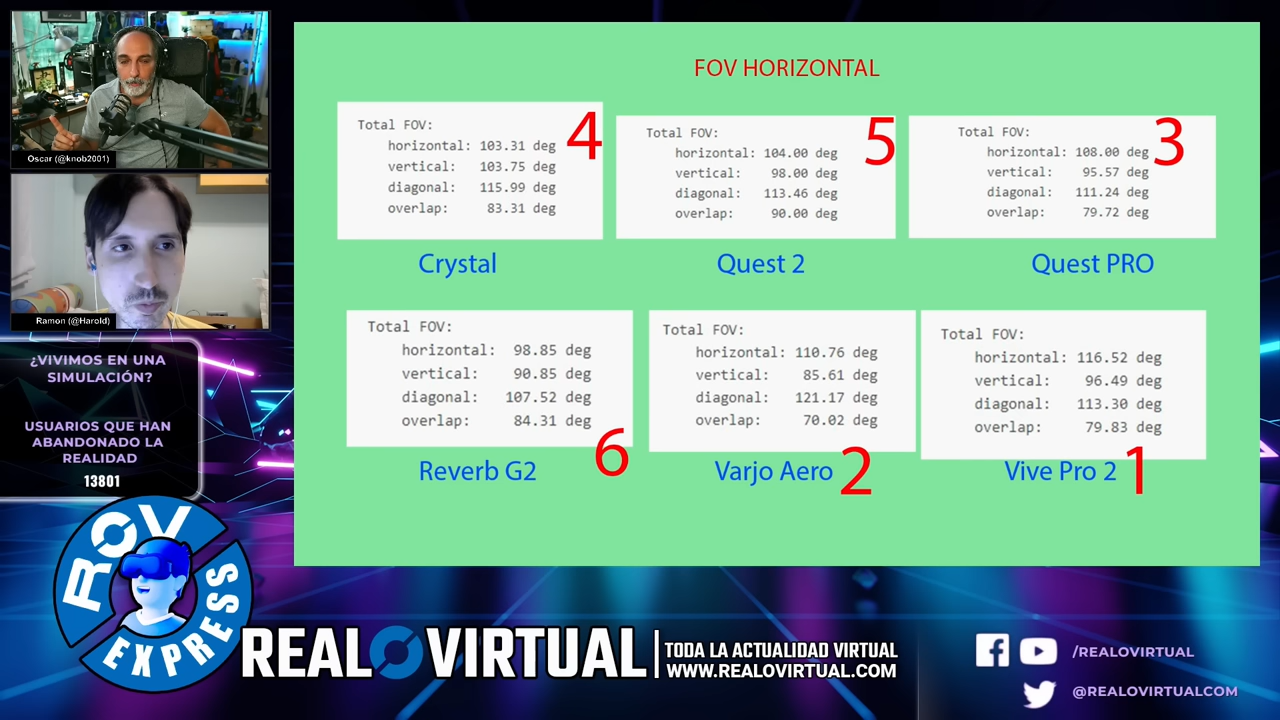 Oscar (@knob2001)
Ramon (@Harold)
¿VIVIMOS EN UNA
SIMULACIÓN?
USUARIOS QUE HAN
ABANDONADO LA
REALIDAD
13801
FOV HORIZONTAL
Total FOV:
horizontal: 103.31 deg
vertical: 103.75 deg
diagonal: 115.99 deg
overlap: 83.31 deg
4
Crystal
Total FOV:
horizontal: 104.00 deg
vertical: 98.00 deg
diagonal: 113.46 deg
overlap: 90.00 deg
5
Quest 2
Total FOV:
horizontal: 108.00 deg
vertical: 95.57 deg
diagonal: 111.24 deg
overlap: 79.72 deg
3
Quest PRO
Total FOV:
horizontal: 98.85 deg
vertical: 90.85 deg
diagonal: 107.52 deg
overlap: 84.31 deg
Reverb G2
6
Total FOV:
horizontal: 110.76 deg
vertical: 85.61 deg
diagonal: 121.17 deg
overlap: 70.02 deg
Varjo Aero
2
Total FOV:
horizontal: 116.52 deg
vertical: 96.49 deg
diagonal: 113.30 deg
overlap: 79.83 deg
Vive Pro 2
1
ROV
EXPRESS
REAL O VIRTUAL
TODA LA ACTUALIDAD VIRTUAL
WWW.REALOVIRTUAL.COM
/REALOVIRTUAL
@REALOVIRTUALCOM